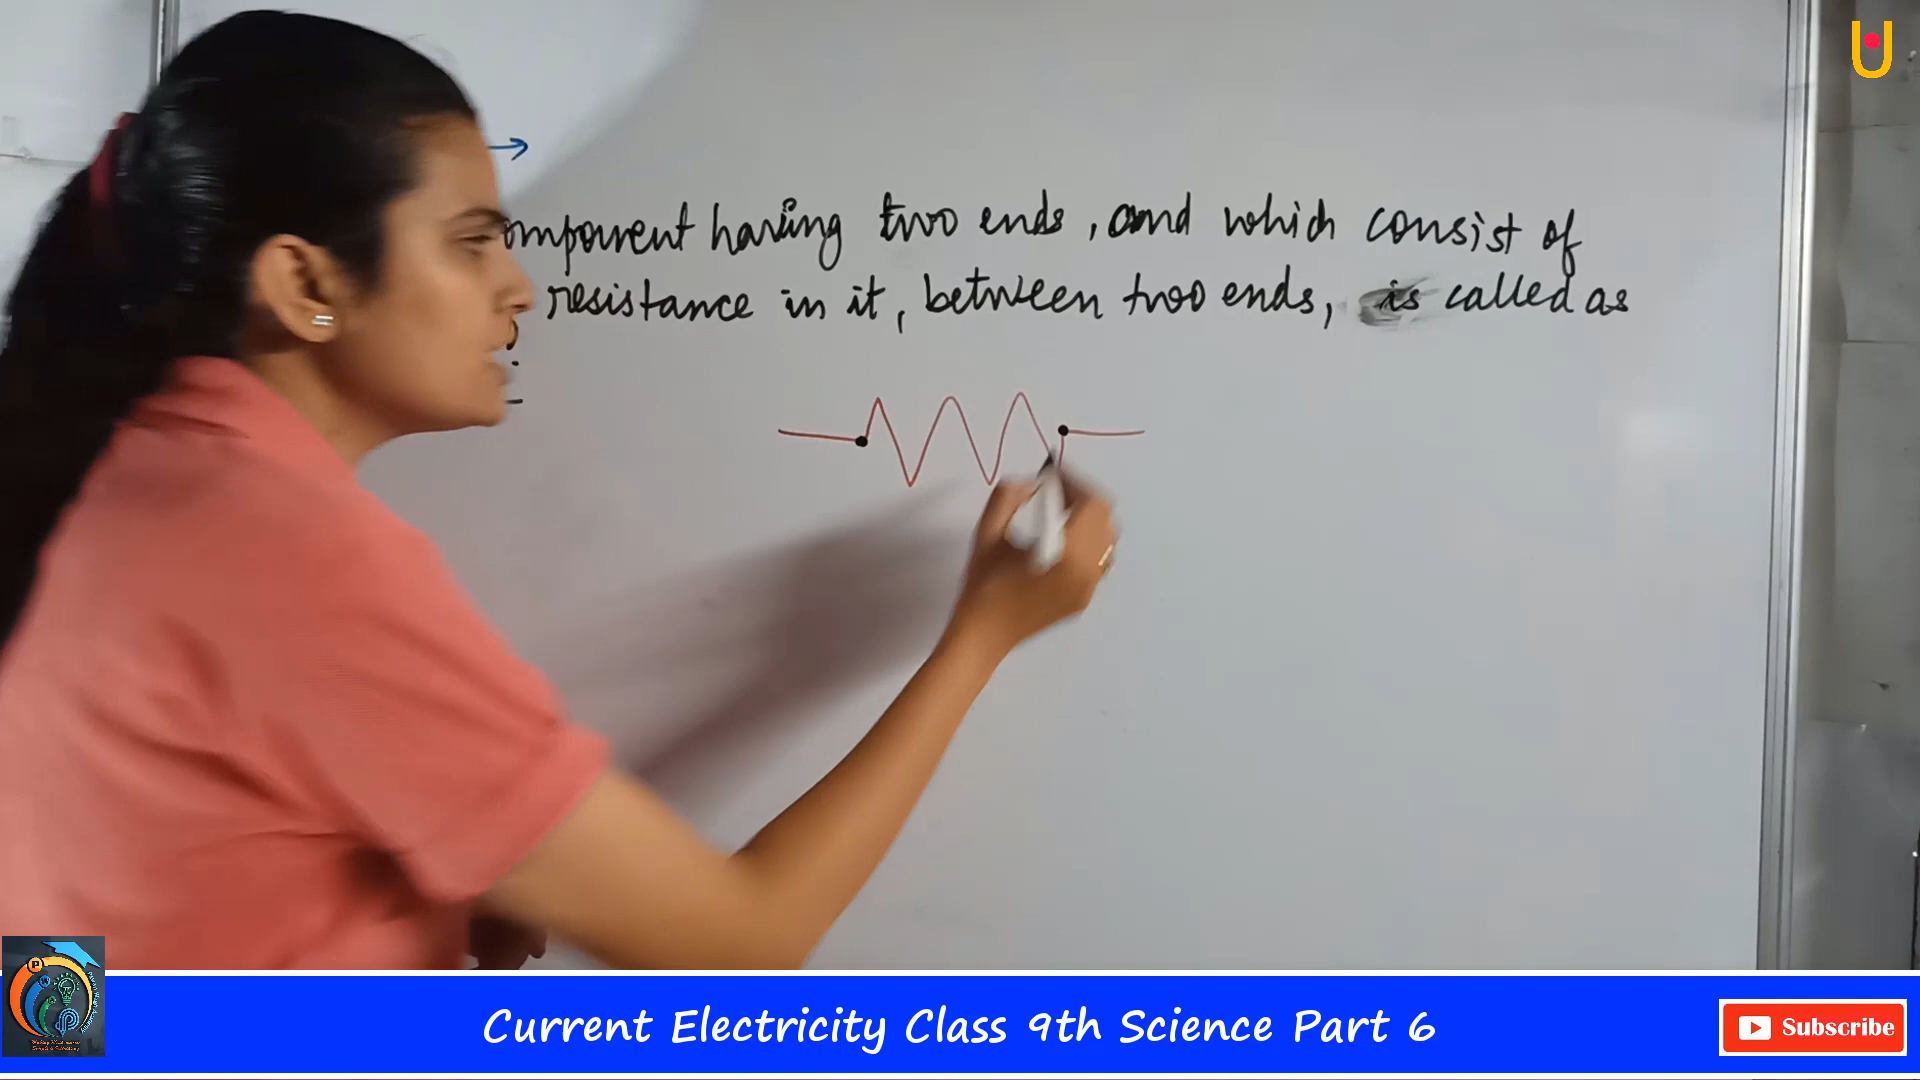 omponent having two ends, and which consist of
resistance in it, between two ends, is called as
Current Electricity Class 9th Science Part 6
Subscribe